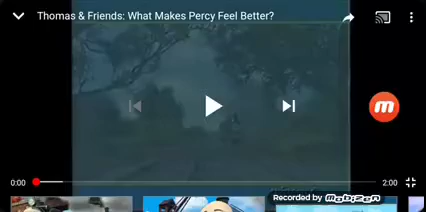 Thomas & Friends: What Makes Percy Feel Better?
0:00
2:00
Recorded by mobizen